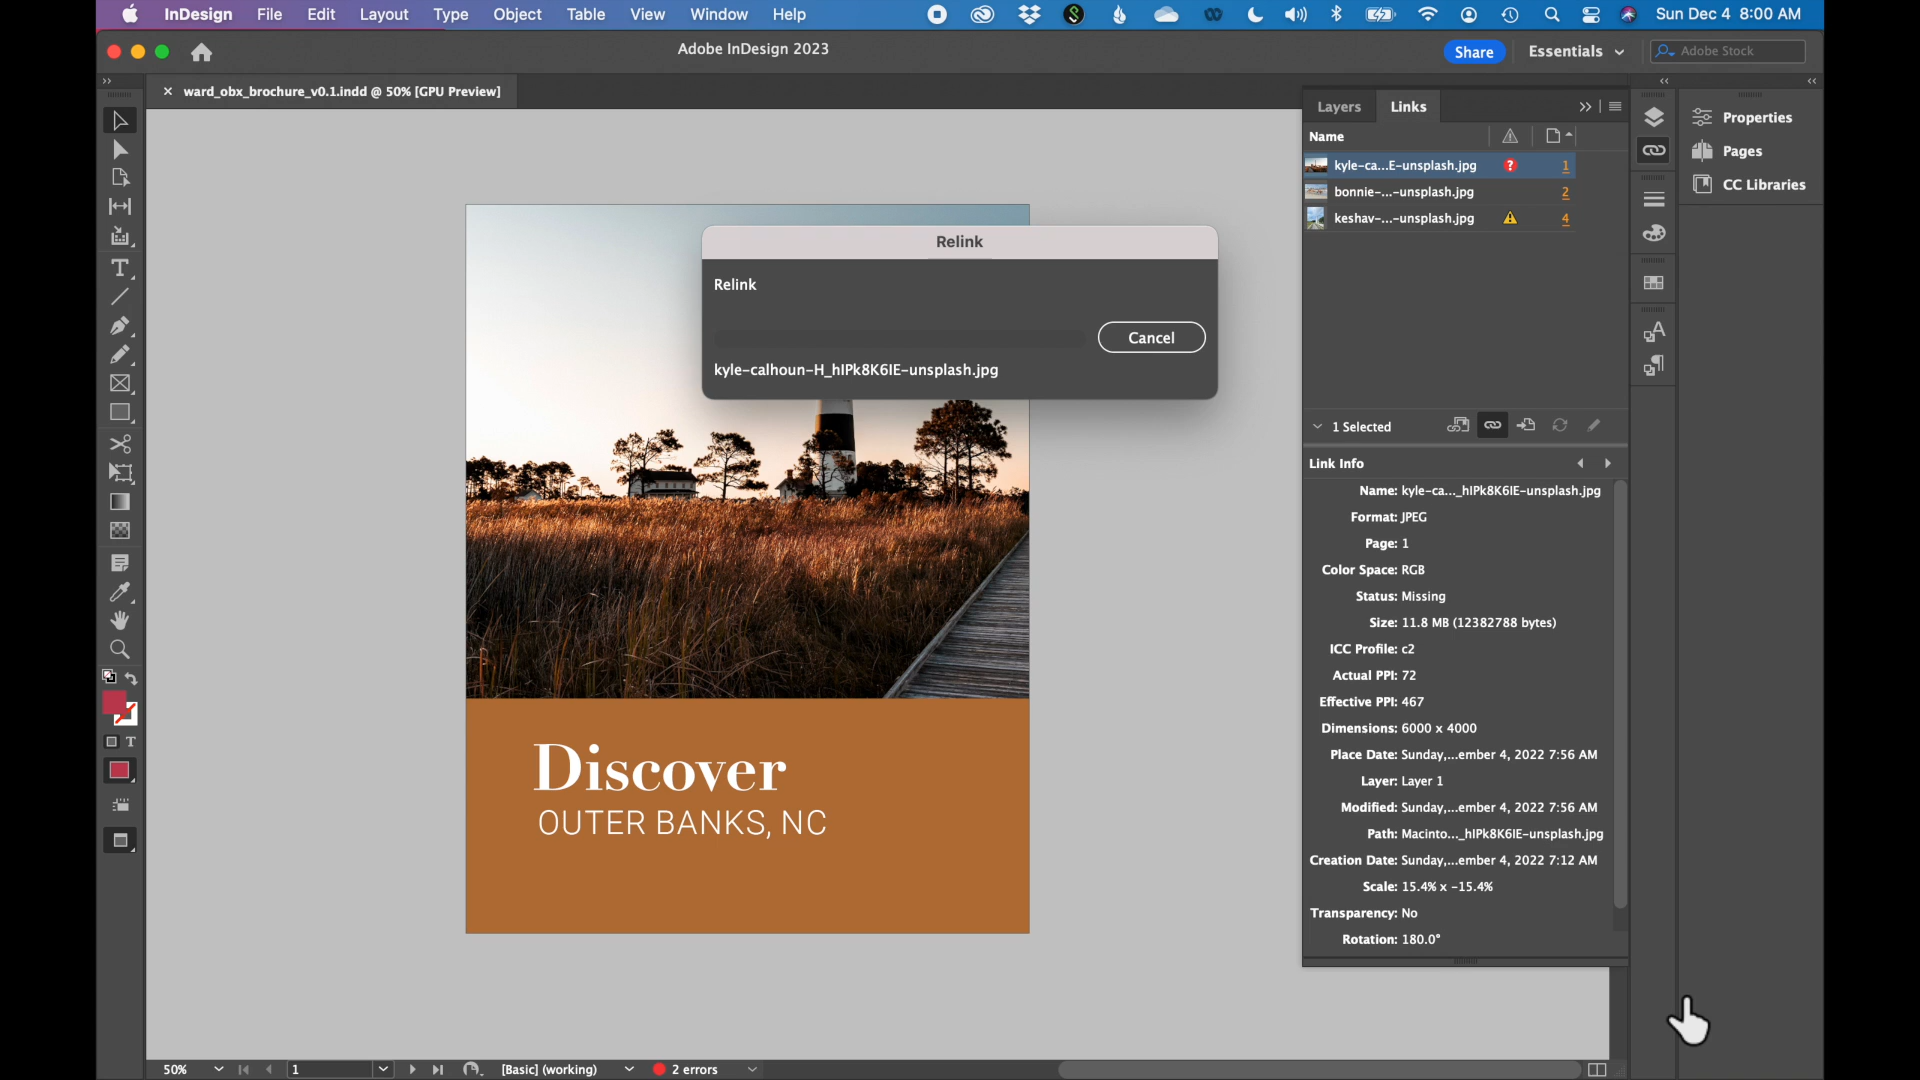 InDesign File Edit Layout Type Object Table View Window Help Sun Dec 4 8:00 AM
Adobe InDesign 2023 Share Essentials Adobe Stock
× ward_obx_brochure_v0.1.indd @ 50% [GPU Preview]
Layers Links
Name
kyle-ca...E-unsplash.jpg 1
bonnie-...-unsplash.jpg 2
keshav-...-unsplash.jpg 4
Properties
Pages
CC Libraries
Relink
Relink
Cancel
kyle-calhoun-H_hIPk8K6IE-unsplash.jpg
1 Selected
Link Info
Name: kyle-ca..._hIPk8K6IE-unsplash.jpg
Format: JPEG
Page: 1
Color Space: RGB
Status: Missing
Size: 11.8 MB (12382788 bytes)
ICC Profile: c2
Actual PPI: 72
Effective PPI: 467
Dimensions: 6000 x 4000
Place Date: Sunday,...ember 4, 2022 7:56 AM
Layer: Layer 1
Modified: Sunday,...ember 4, 2022 7:56 AM
Path: Macinto..._hIPk8K6IE-unsplash.jpg
Creation Date: Sunday,...ember 4, 2022 7:12 AM
Scale: 15.4% x -15.4%
Transparency: No
Rotation: 180.0°
Discover
OUTER BANKS, NC
50% 1 [Basic] (working) 2 errors